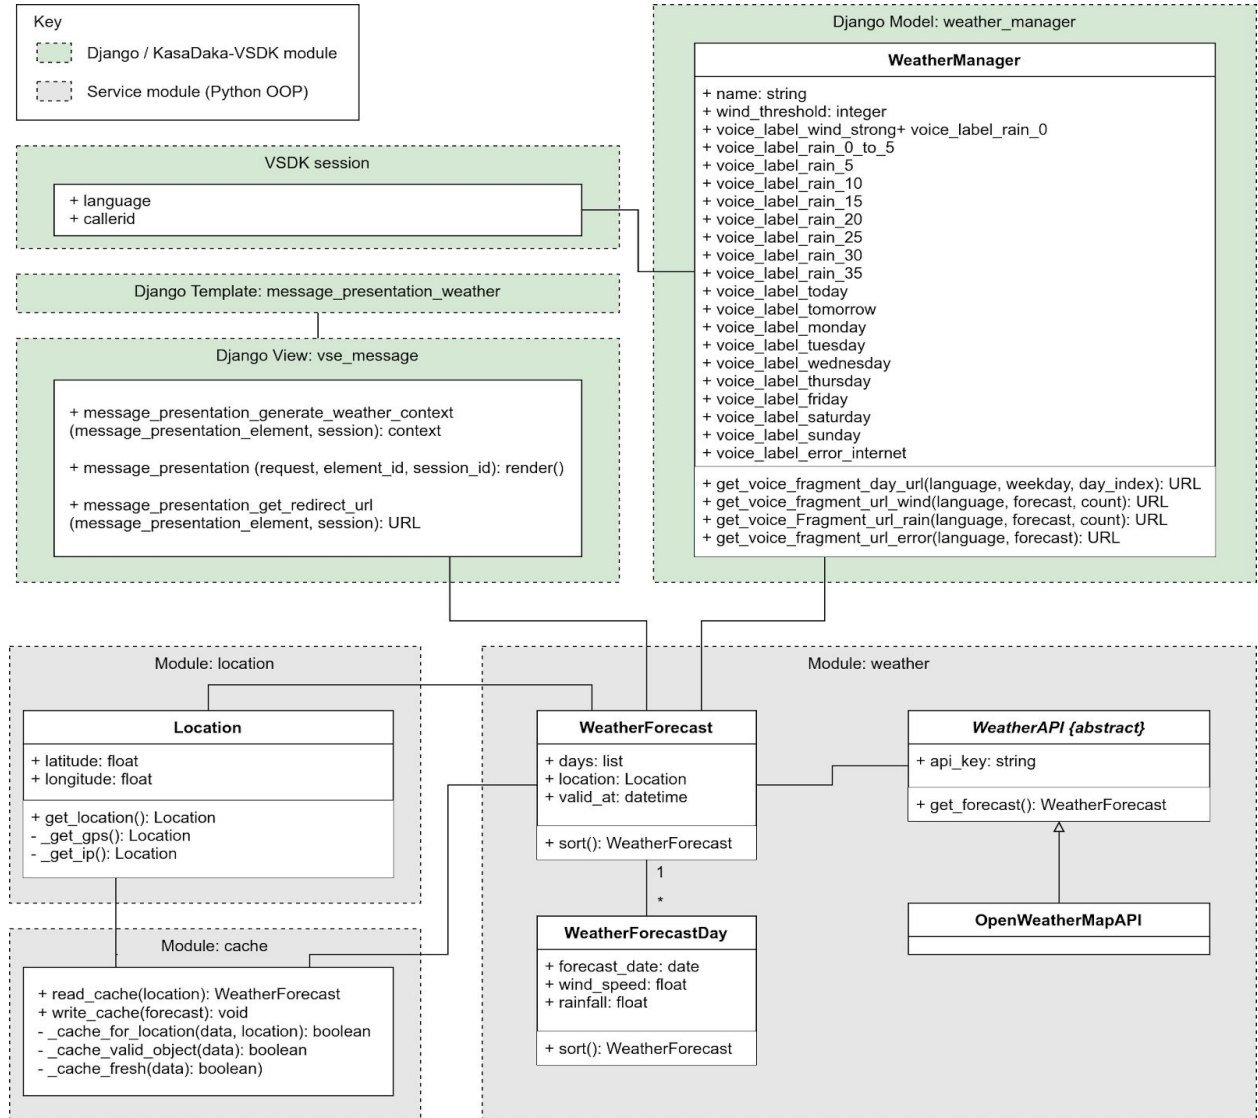 Key
Django / KasaDaka-VSDK module
Service module (Python OOP)
VSDK session
+ language
+ callerid
Django Template: message_presentation_weather
Django View: vse_message
+ message_presentation_generate_weather_context
(message_presentation_element, session): context
+ message_presentation (request, element_id, session_id): render()
+ message_presentation_get_redirect_url
(message_presentation_element, session): URL
Django Model: weather_manager
WeatherManager
+ name: string
+ wind_threshold: integer
+ voice_label_wind_strong+ voice_label_rain_0
+ voice_label_rain_0_to_5
+ voice_label_rain_5
+ voice_label_rain_10
+ voice_label_rain_15
+ voice_label_rain_20
+ voice_label_rain_25
+ voice_label_rain_30
+ voice_label_rain_35
+ voice_label_today
+ voice_label_tomorrow
+ voice_label_monday
+ voice_label_tuesday
+ voice_label_wednesday
+ voice_label_thursday
+ voice_label_friday
+ voice_label_saturday
+ voice_label_sunday
+ voice_label_error_internet
+ get_voice_fragment_day_url(language, weekday, day_index): URL
+ get_voice_fragment_url_wind(language, forecast, count): URL
+ get_voice_Fragment_url_rain(language, forecast, count): URL
+ get_voice_fragment_url_error(language, forecast): URL
Module: location
Location
+ latitude: float
+ longitude: float
+ get_location(): Location
- _get_gps(): Location
- _get_ip(): Location
Module: cache
+ read_cache(location): WeatherForecast
+ write_cache(forecast): void
- _cache_for_location(data, location): boolean
- _cache_valid_object(data): boolean
- _cache_fresh(data): boolean)
Module: weather
WeatherForecast
+ days: list
+ location: Location
+ valid_at: datetime
+ sort(): WeatherForecast
1
*
WeatherForecastDay
+ forecast_date: date
+ wind_speed: float
+ rainfall: float
+ sort(): WeatherForecast
WeatherAPI {abstract}
+ api_key: string
+ get_forecast(): WeatherForecast
OpenWeatherMapAPI